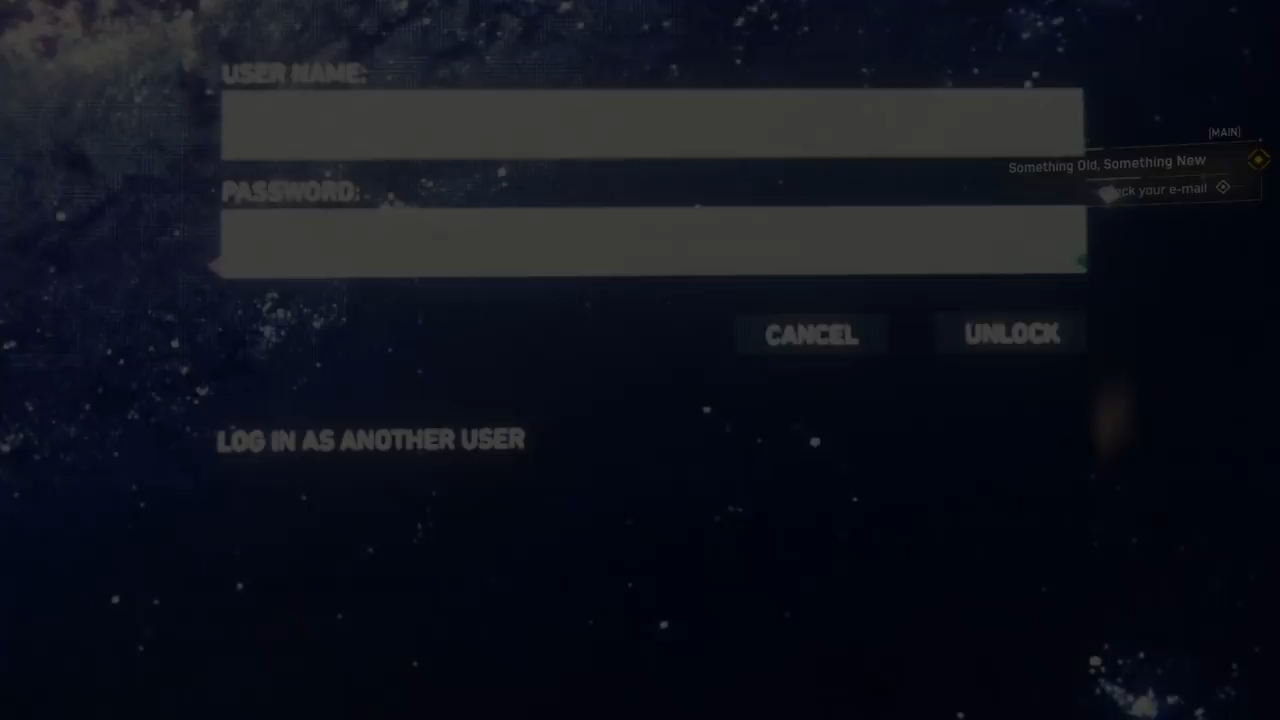 USER NAME:
(MAIN)
Something Old, Something New
PASSWORD:
your e-mail
CANCEL
UNLOCK
LOG IN AS ANOTHER USER